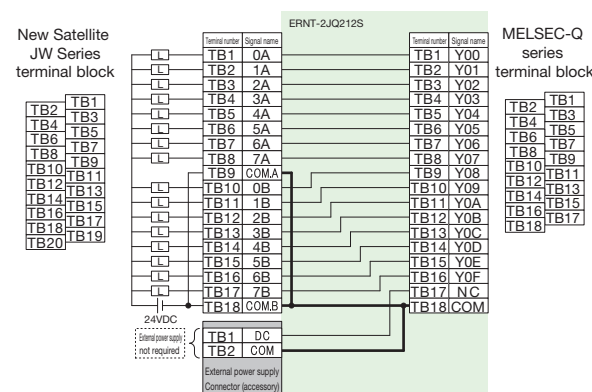 ERNT-2JQ212S
New Satellite
JW Series
terminal block
TB1
TB2
TB3
TB4
TB5
TB6
TB7
TB8
TB9
TB10
TB11
TB12
TB13
TB14
TB15
TB16
TB17
TB18
TB19
TB20
Terminal number Signal name
L TB1 0A
L TB2 1A
L TB3 2A
L TB4 3A
L TB5 4A
L TB6 5A
L TB7 6A
L TB8 7A
TB9 COM.A
L TB10 0B
L TB11 1B
L TB12 2B
L TB13 3B
L TB14 4B
L TB15 5B
L TB16 6B
L TB17 7B
TB18 COM.B
24VDC
External power supply
not required
TB1 DC
TB2 COM
External power supply
Connector (accessory)
Terminal number Signal name
TB1 Y00
TB2 Y01
TB3 Y02
TB4 Y03
TB5 Y04
TB6 Y05
TB7 Y06
TB8 Y07
TB9 Y08
TB10 Y09
TB11 Y0A
TB12 Y0B
TB13 Y0C
TB14 Y0D
TB15 Y0E
TB16 Y0F
TB17 NC
TB18 COM
MELSEC-Q
series
terminal block
TB1
TB2
TB3
TB4
TB5
TB6
TB7
TB8
TB9
TB10
TB11
TB12
TB13
TB14
TB15
TB16
TB17
TB18